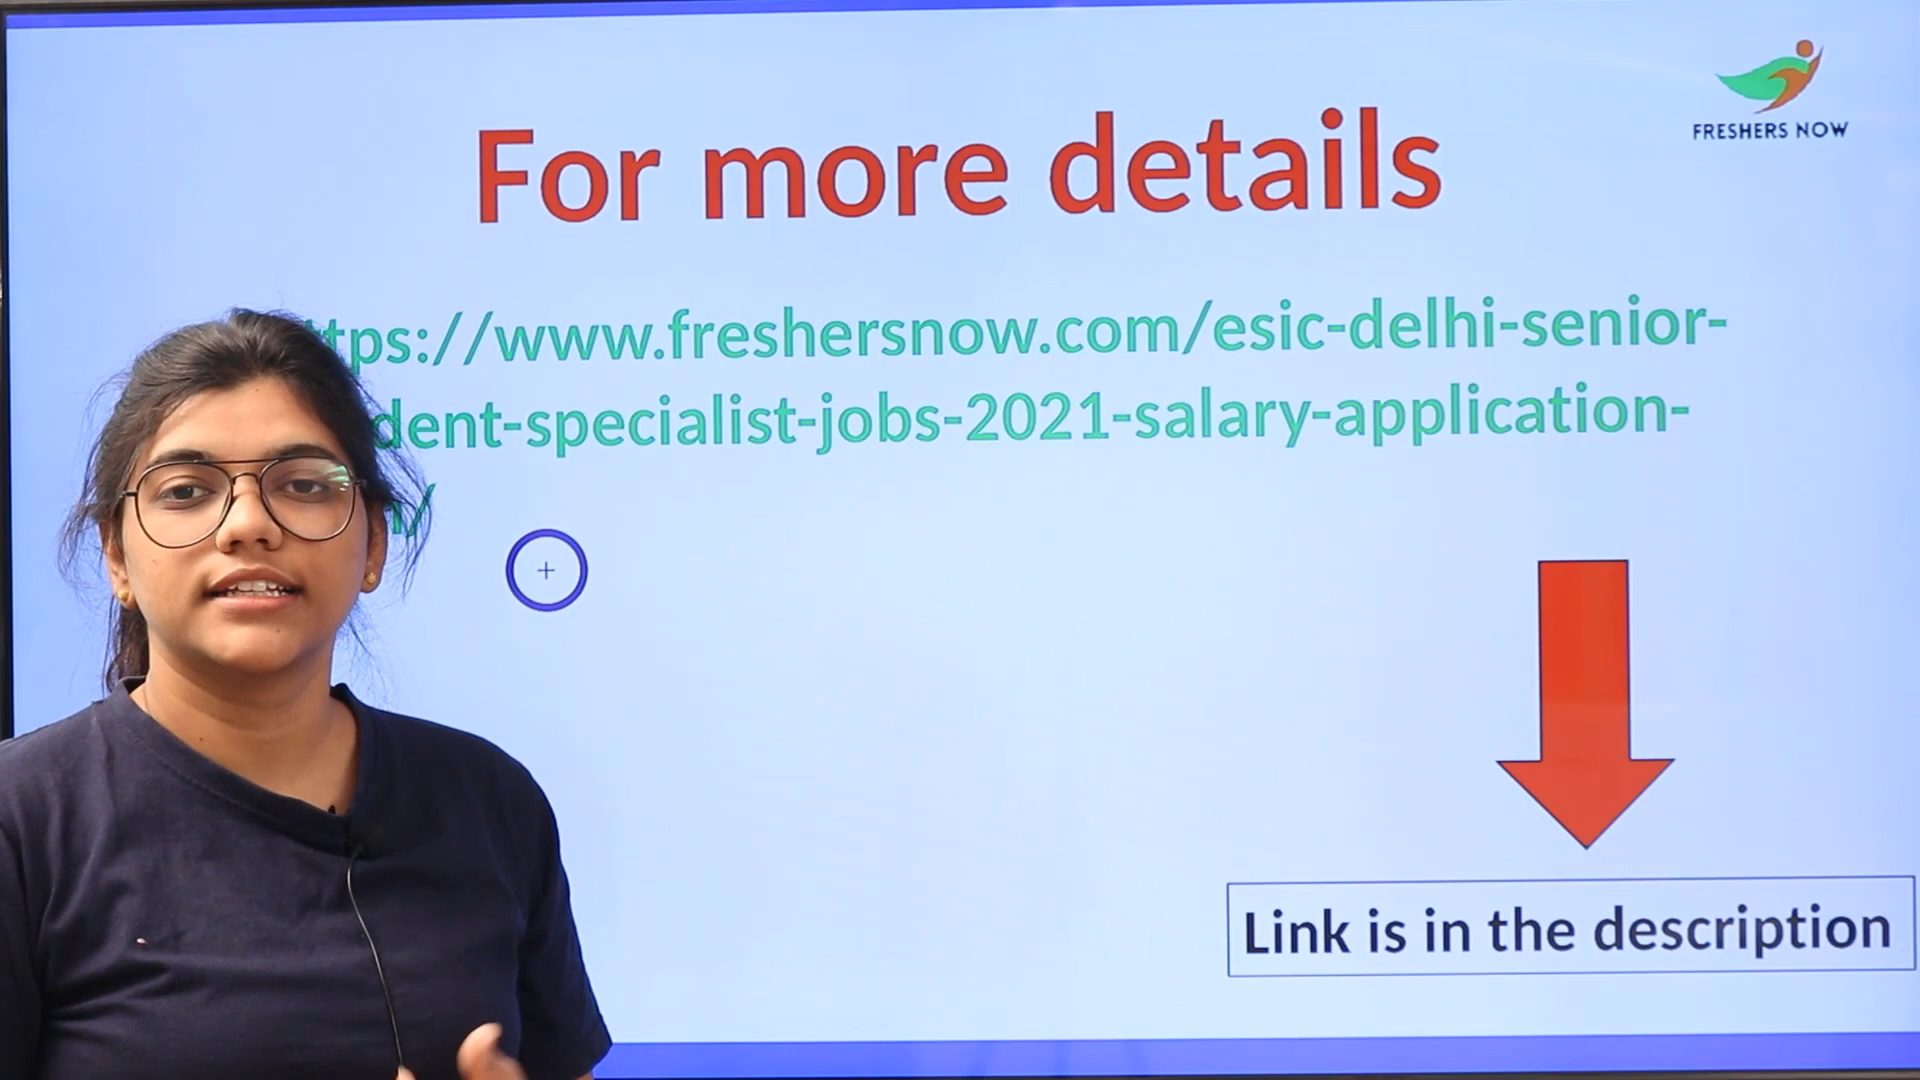 FRESHERS NOW
For more details
ttps://www.freshersnow.com/esic-delhi-senior-
dent-specialist-jobs-2021-salary-application-
/
Link is in the description